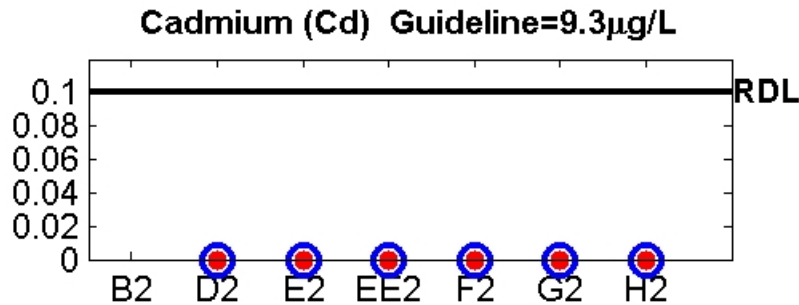 Cadmium (Cd) Guideline=9.3µg/L
0.1
RDL
0.08
0.06
0.04
0.02
0
B2 D2 E2 EE2 F2 G2 H2